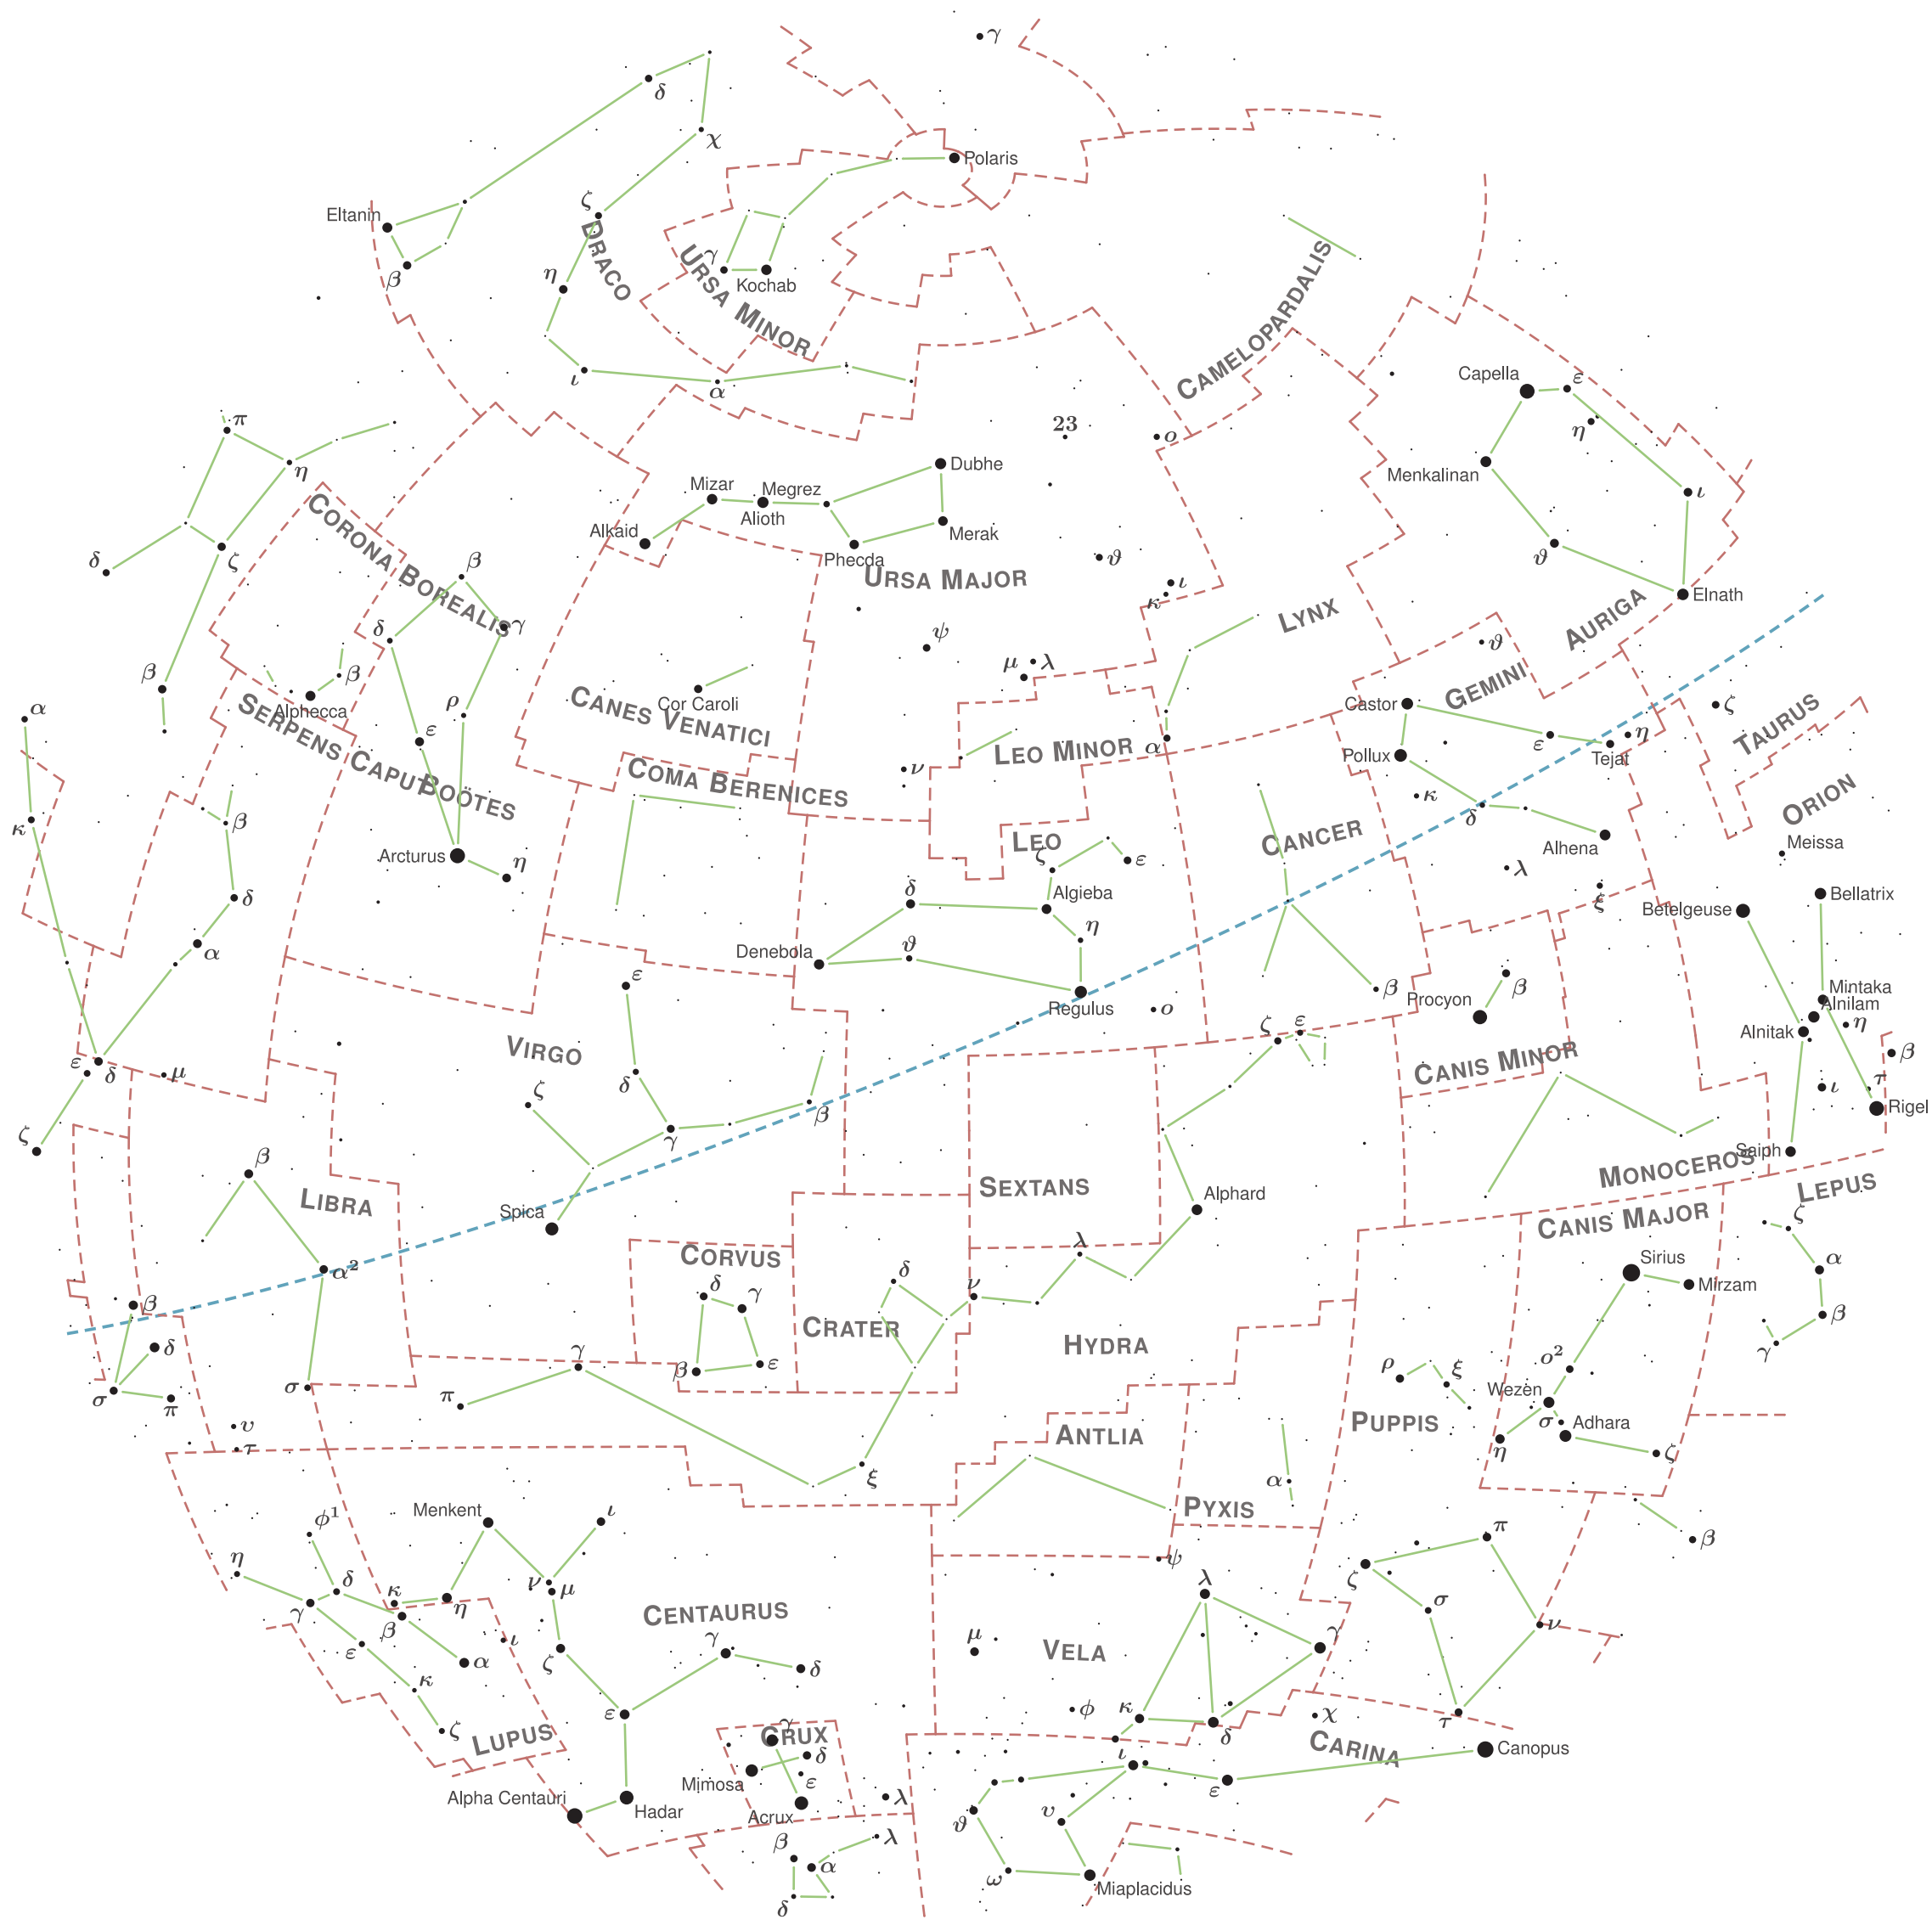 γ
δ
χ
Polaris
ζ
Eltanin
β
DRACO
η
γ
Kochab
URSA MINOR
CAMELOPARDALIS
ι
α
Capella
ε
η
Menkalinan
ι
ϑ
Elnath
AURIGA
π
η
δ
ζ
β
23
ο
Dubhe
Mizar
Megrez
Alioth
Alkaid
Merak
Phecda
URSA MAJOR
ϑ
ι
κ
LYNX
ψ
μ
λ
ν
CORONA BOREALIS
β
γ
δ
ρ
ε
β
Alphecca
SERPENS CAPUT
BOÖTES
Arcturus
η
CANES VENATICI
Cor Caroli
COMA BERENICES
LEO MINOR
α
ϑ
GEMINI
Castor
Pollux
ε
Tejat
η
κ
δ
Alhena
λ
ξ
ζ
TAURUS
ORION
Meissa
Bellatrix
Betelgeuse
Mintaka
Alnilam
Alnitak
η
β
ι
τ
Rigel
Saiph
α
κ
β
δ
α
ε
δ
μ
ζ
LEO
ζ
ε
Algieba
δ
η
Denebola
ϑ
Regulus
ο
CANCER
β
Procyon
β
CANIS MINOR
ζ
ε
VIRGO
ε
ζ
δ
γ
β
Spica
SEXTANS
Alphard
MONOCEROS
LEPUS
ζ
α
β
γ
CANIS MAJOR
Sirius
Mirzam
ο²
Wezen
σ
Adhara
η
ζ
β
LIBRA
α²
σ
β
δ
σ
π
υ
τ
CORVUS
δ
γ
β
ε
CRATER
δ
ν
λ
HYDRA
γ
π
ξ
ANTLIA
PYXIS
α
ρ
ξ
PUPPIS
π
ζ
σ
ν
τ
β
φ¹
η
δ
γ
κ
β
η
ε
α
ι
κ
ζ
LUPUS
Menkent
ι
ν
μ
ζ
CENTAURUS
γ
δ
ε
Alpha Centauri
Hadar
CRUX
γ
δ
Mimosa
ε
Acrux
λ
β
α
λ
δ
ψ
λ
μ
VELA
γ
φ
κ
δ
χ
CARINA
Canopus
ι
ε
ϑ
υ
ω
Miaplacidus